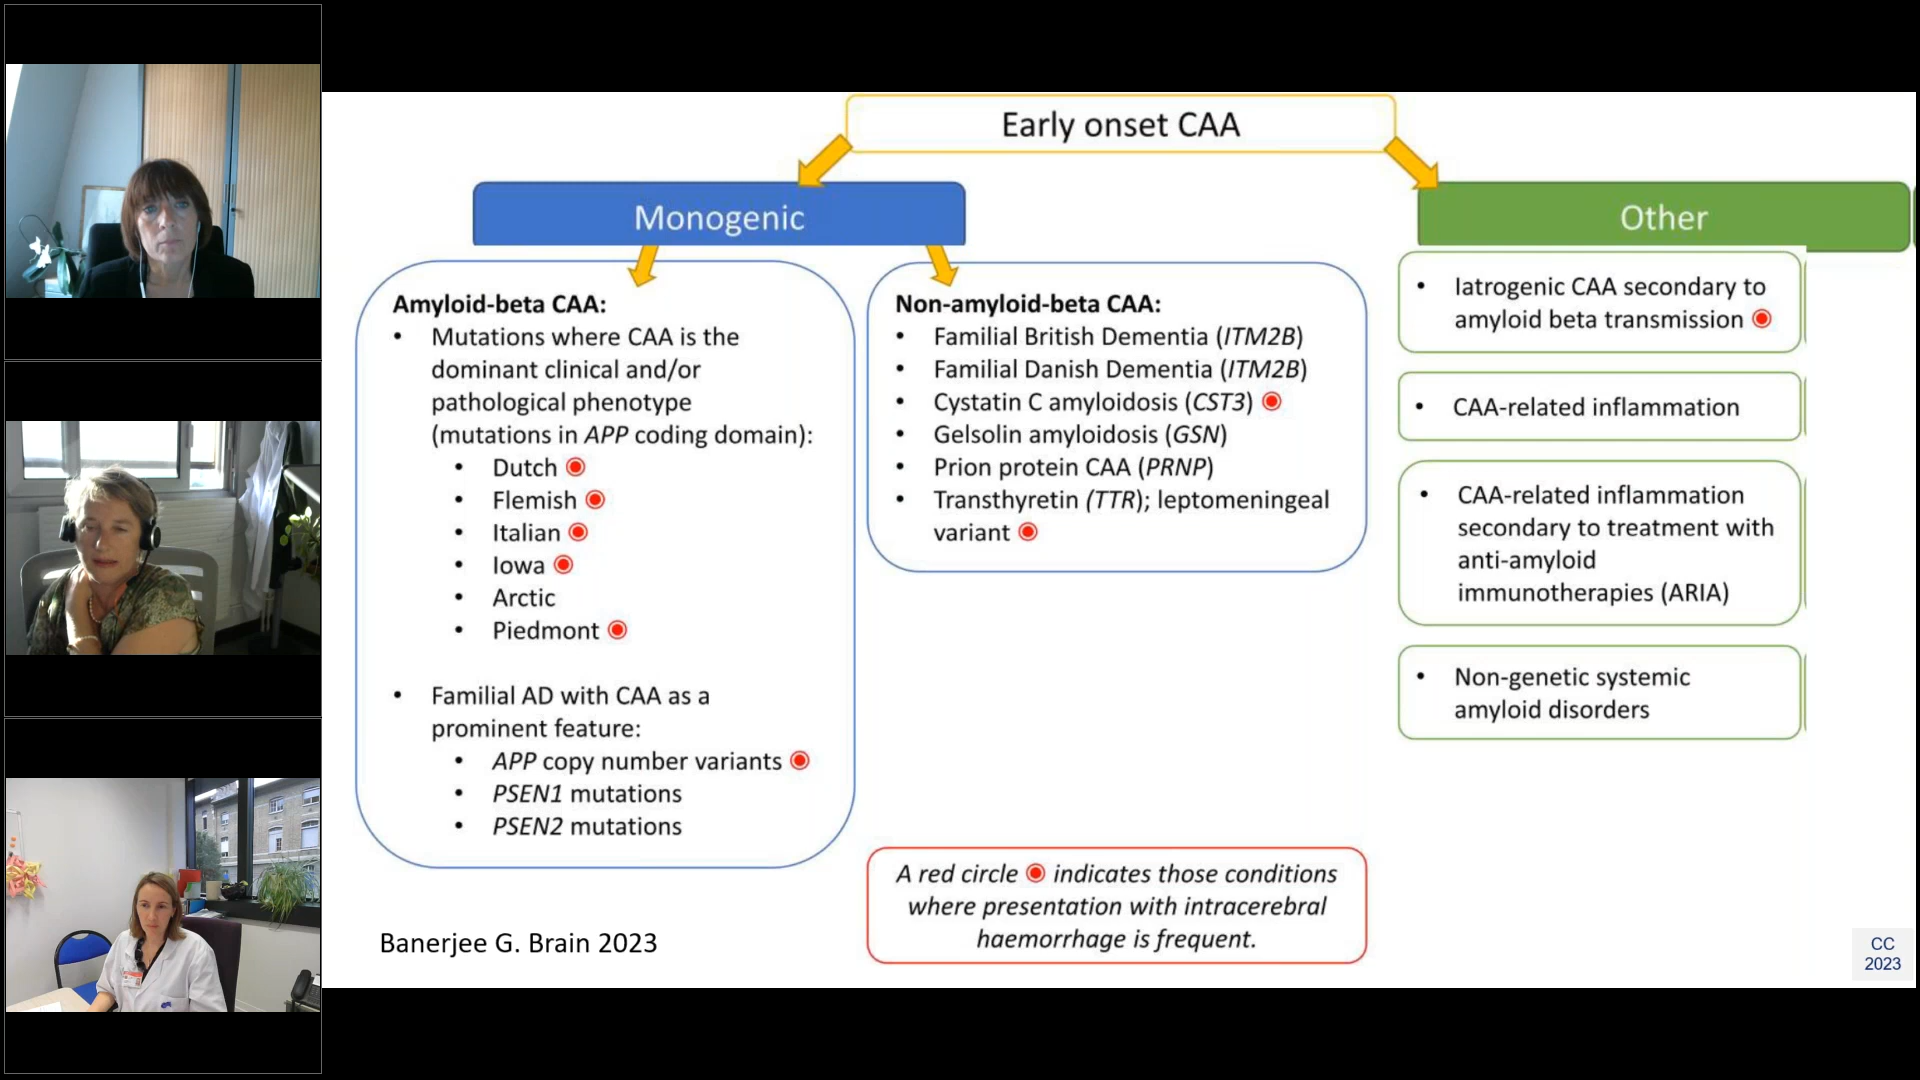 Early onset CAA
Monogenic
Other
Amyloid-beta CAA:
• Mutations where CAA is the
dominant clinical and/or
pathological phenotype
(mutations in APP coding domain):
• Dutch
• Flemish
• Italian
• Iowa
• Arctic
• Piedmont
• Familial AD with CAA as a
prominent feature:
• APP copy number variants
• PSEN1 mutations
• PSEN2 mutations
Non-amyloid-beta CAA:
• Familial British Dementia (ITM2B)
• Familial Danish Dementia (ITM2B)
• Cystatin C amyloidosis (CST3)
• Gelsolin amyloidosis (GSN)
• Prion protein CAA (PRNP)
• Transthyretin (TTR); leptomeningeal
variant
• Iatrogenic CAA secondary to
amyloid beta transmission
• CAA-related inflammation
• CAA-related inflammation
secondary to treatment with
anti-amyloid
immunotherapies (ARIA)
• Non-genetic systemic
amyloid disorders
A red circle indicates those conditions
where presentation with intracerebral
haemorrhage is frequent.
Banerjee G. Brain 2023
CC
2023